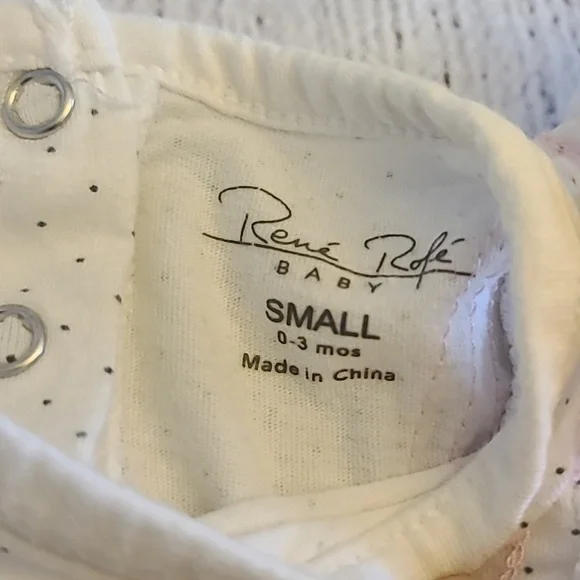 René Rofé
BABY
SMALL
0-3 mos
Made in China